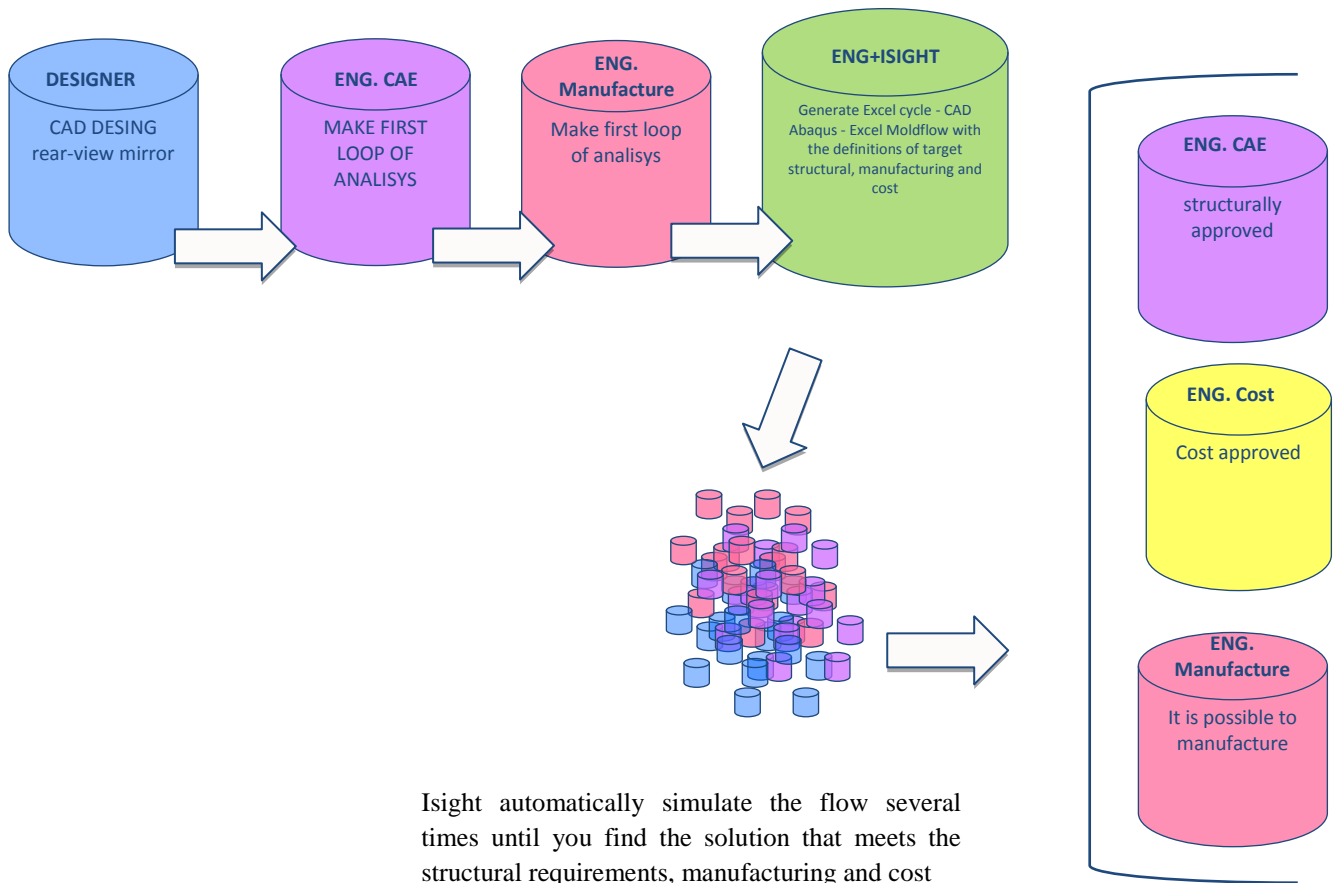 DESIGNER
CAD DESING
rear-view mirror
ENG. CAE
MAKE FIRST
LOOP OF
ANALISYS
ENG.
Manufacture
Make first loop
of analisys
ENG+ISIGHT
Generate Excel cycle - CAD
Abaqus - Excel Moldflow with
the definitions of target
structural, manufacturing and
cost
ENG. CAE
structurally
approved
ENG. Cost
Cost approved
ENG.
Manufacture
It is possible to
manufacture
Isight automatically simulate the flow several
times until you find the solution that meets the
structural requirements, manufacturing and cost